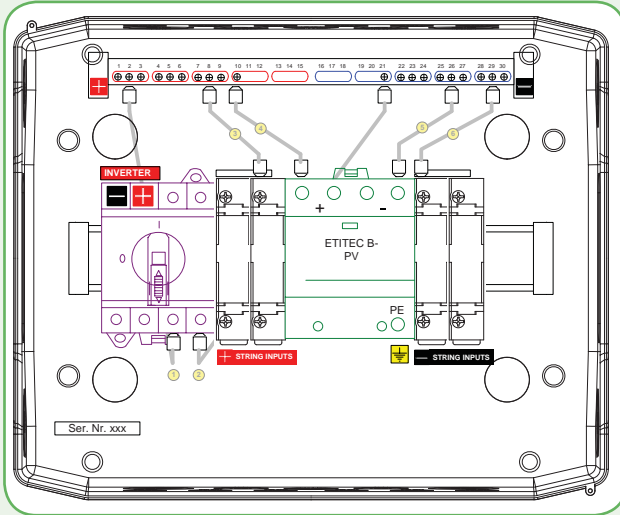 1 2 3 4 5 6 7 8 9 10 11 12 13 14 15 16 17 18 19 20 21 22 23 24 25 26 27 28 29 30
+ −
3 4 5 6
INVERTER
− +
+ -
I
O
ETITEC B-
PV
PE
+ STRING INPUTS
− STRING INPUTS
1 2
Ser. Nr. xxx